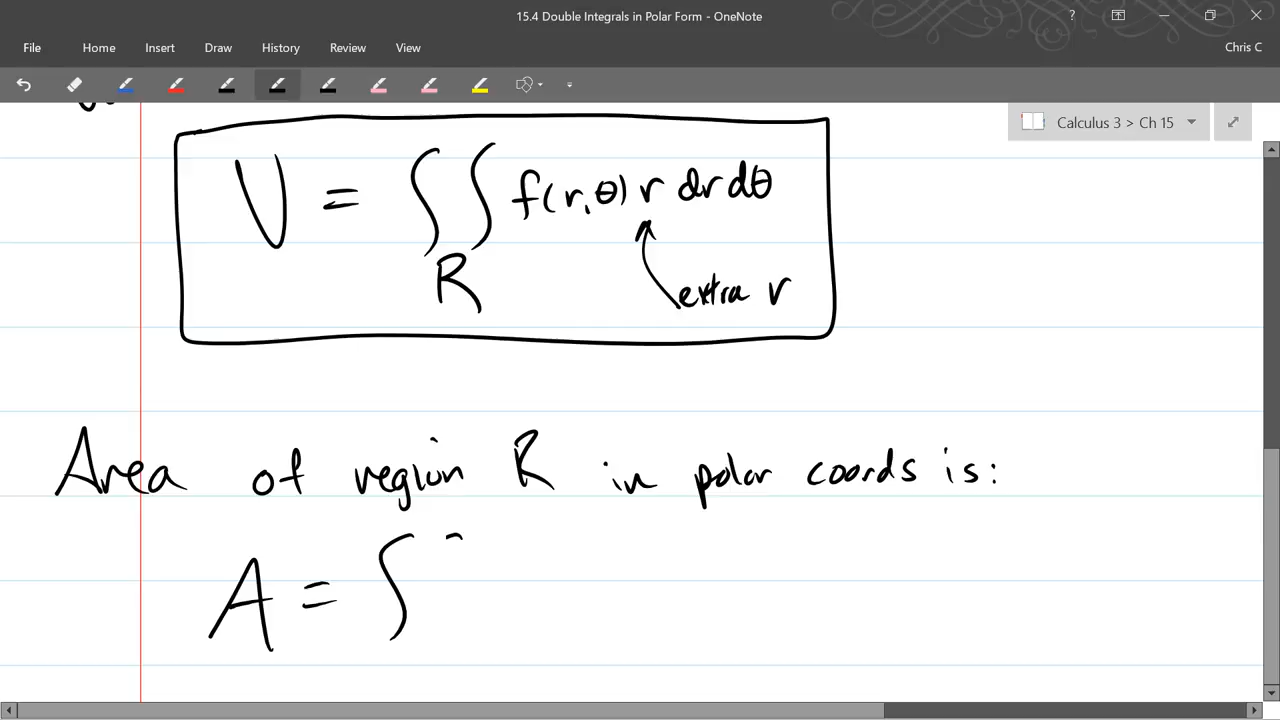 15.4 Double Integrals in Polar Form - OneNote
File Home Insert Draw History Review View Chris C
Calculus 3 > Ch 15
V = ∫∫ f(r,θ) r dr dθ
R
extra r
Area of region R in polar coords is:
A = ∫